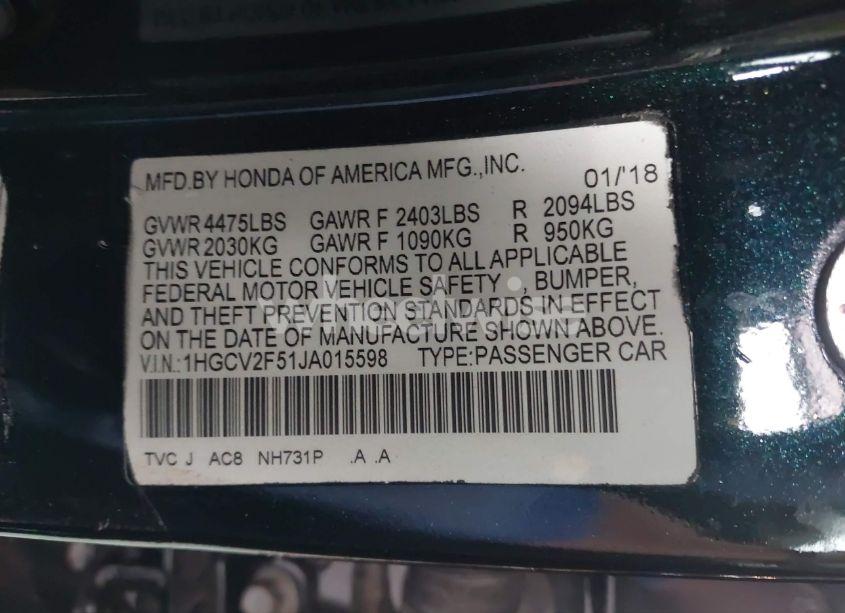 MFD.BY HONDA OF AMERICA MFG.,INC. 01/'18
GVWR 4475LBS GAWR F 2403LBS R 2094LBS
GVWR 2030KG GAWR F 1090KG R 950KG
THIS VEHICLE CONFORMS TO ALL APPLICABLE
FEDERAL MOTOR VEHICLE SAFETY , BUMPER,
AND THEFT PREVENTION STANDARDS IN EFFECT
ON THE DATE OF MANUFACTURE SHOWN ABOVE.
V.I.N.:1HGCV2F51JA015598 TYPE:PASSENGER CAR
TVC J AC8 NH731P .A .A